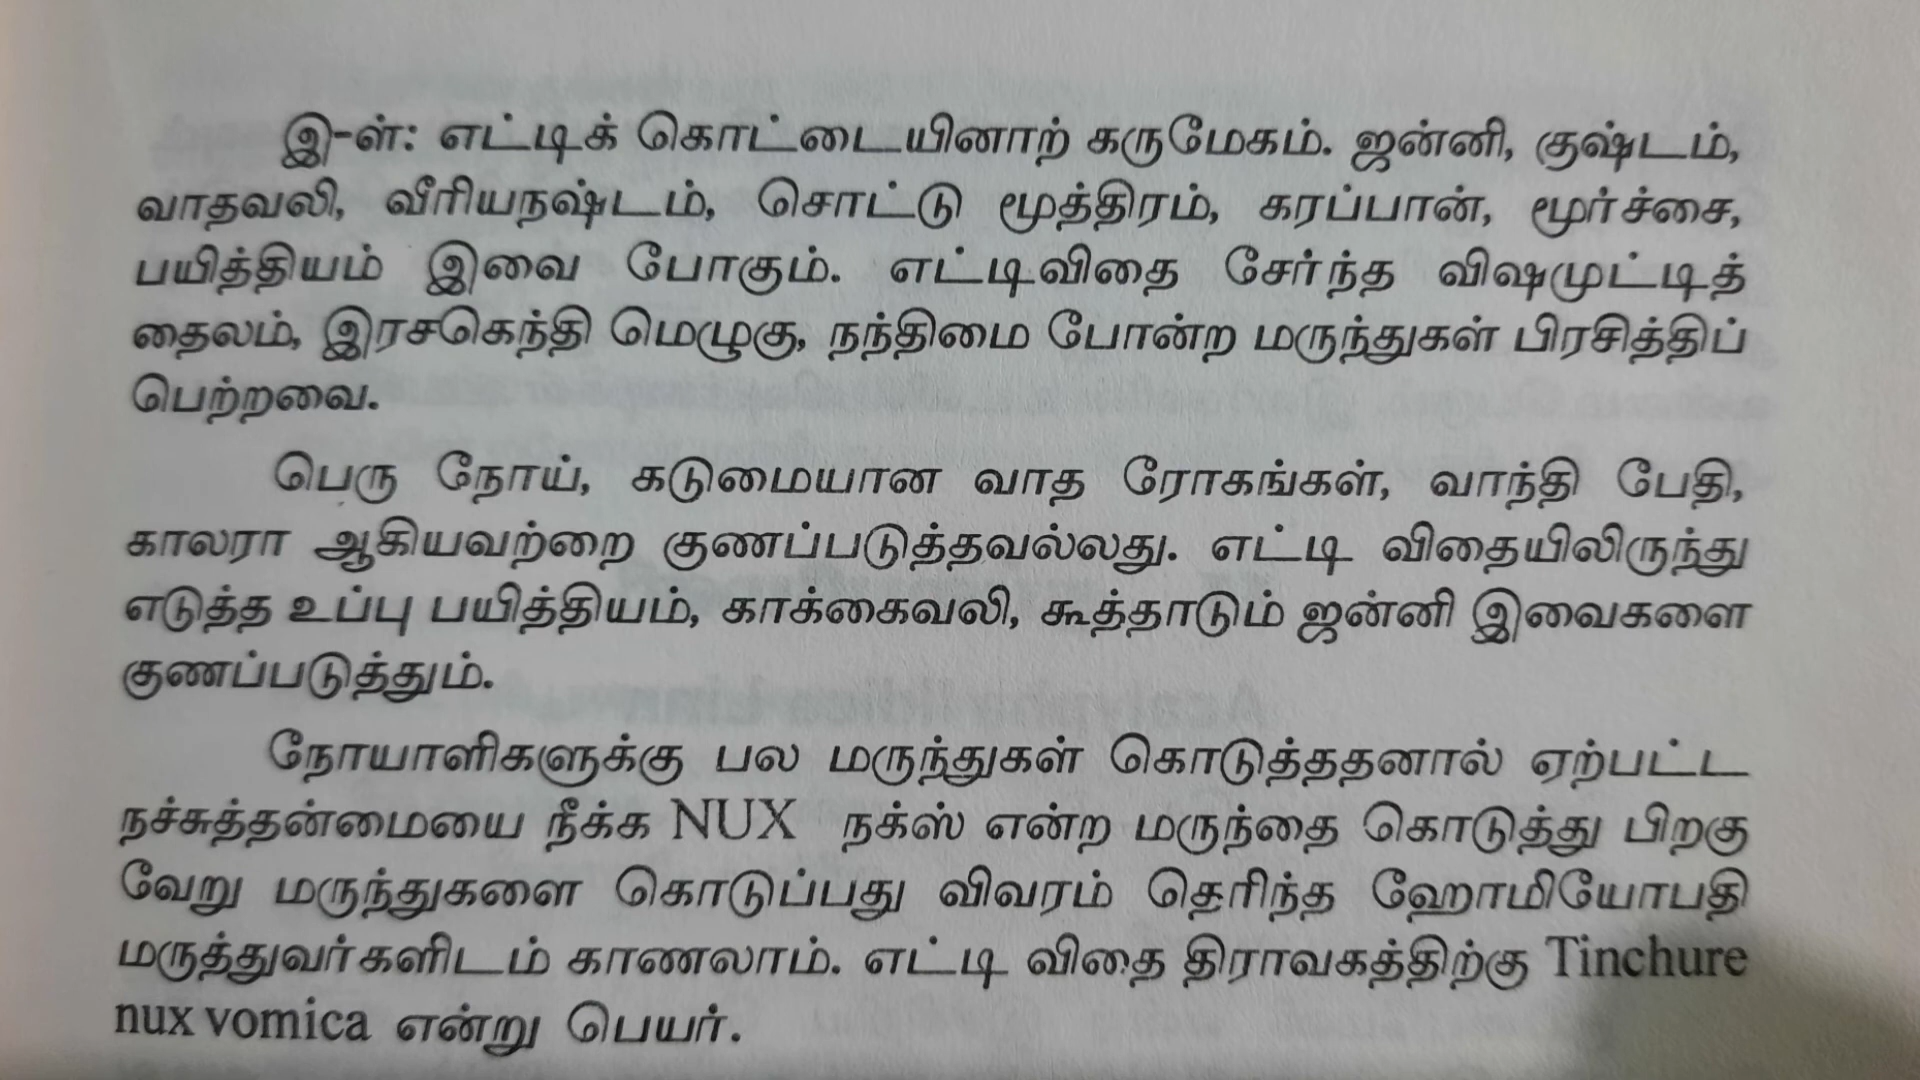 இ-ள்: எட்டிக் கொட்டையினாற் கருமேகம். ஜன்னி, குஷ்டம்,
வாதவலி, வீரியநஷ்டம், சொட்டு மூத்திரம், கரப்பான், மூர்ச்சை,
பயித்தியம் இவை போகும். எட்டிவிதை சேர்ந்த விஷமுட்டித்
தைலம், இரசகெந்தி மெழுகு, நந்திமை போன்ற மருந்துகள் பிரசித்திப்
பெற்றவை.
பெரு நோய், கடுமையான வாத ரோகங்கள், வாந்தி பேதி,
காலரா ஆகியவற்றை குணப்படுத்தவல்லது. எட்டி விதையிலிருந்து
எடுத்த உப்பு பயித்தியம், காக்கைவலி, கூத்தாடும் ஜன்னி இவைகளை
குணப்படுத்தும்.
நோயாளிகளுக்கு பல மருந்துகள் கொடுத்ததனால் ஏற்பட்ட
நச்சுத்தன்மையை நீக்க NUX நக்ஸ் என்ற மருந்தை கொடுத்து பிறகு
வேறு மருந்துகளை கொடுப்பது விவரம் தெரிந்த ஹோமியோபதி
மருத்துவர்களிடம் காணலாம். எட்டி விதை திராவகத்திற்கு Tinchure
nux vomica என்று பெயர்.